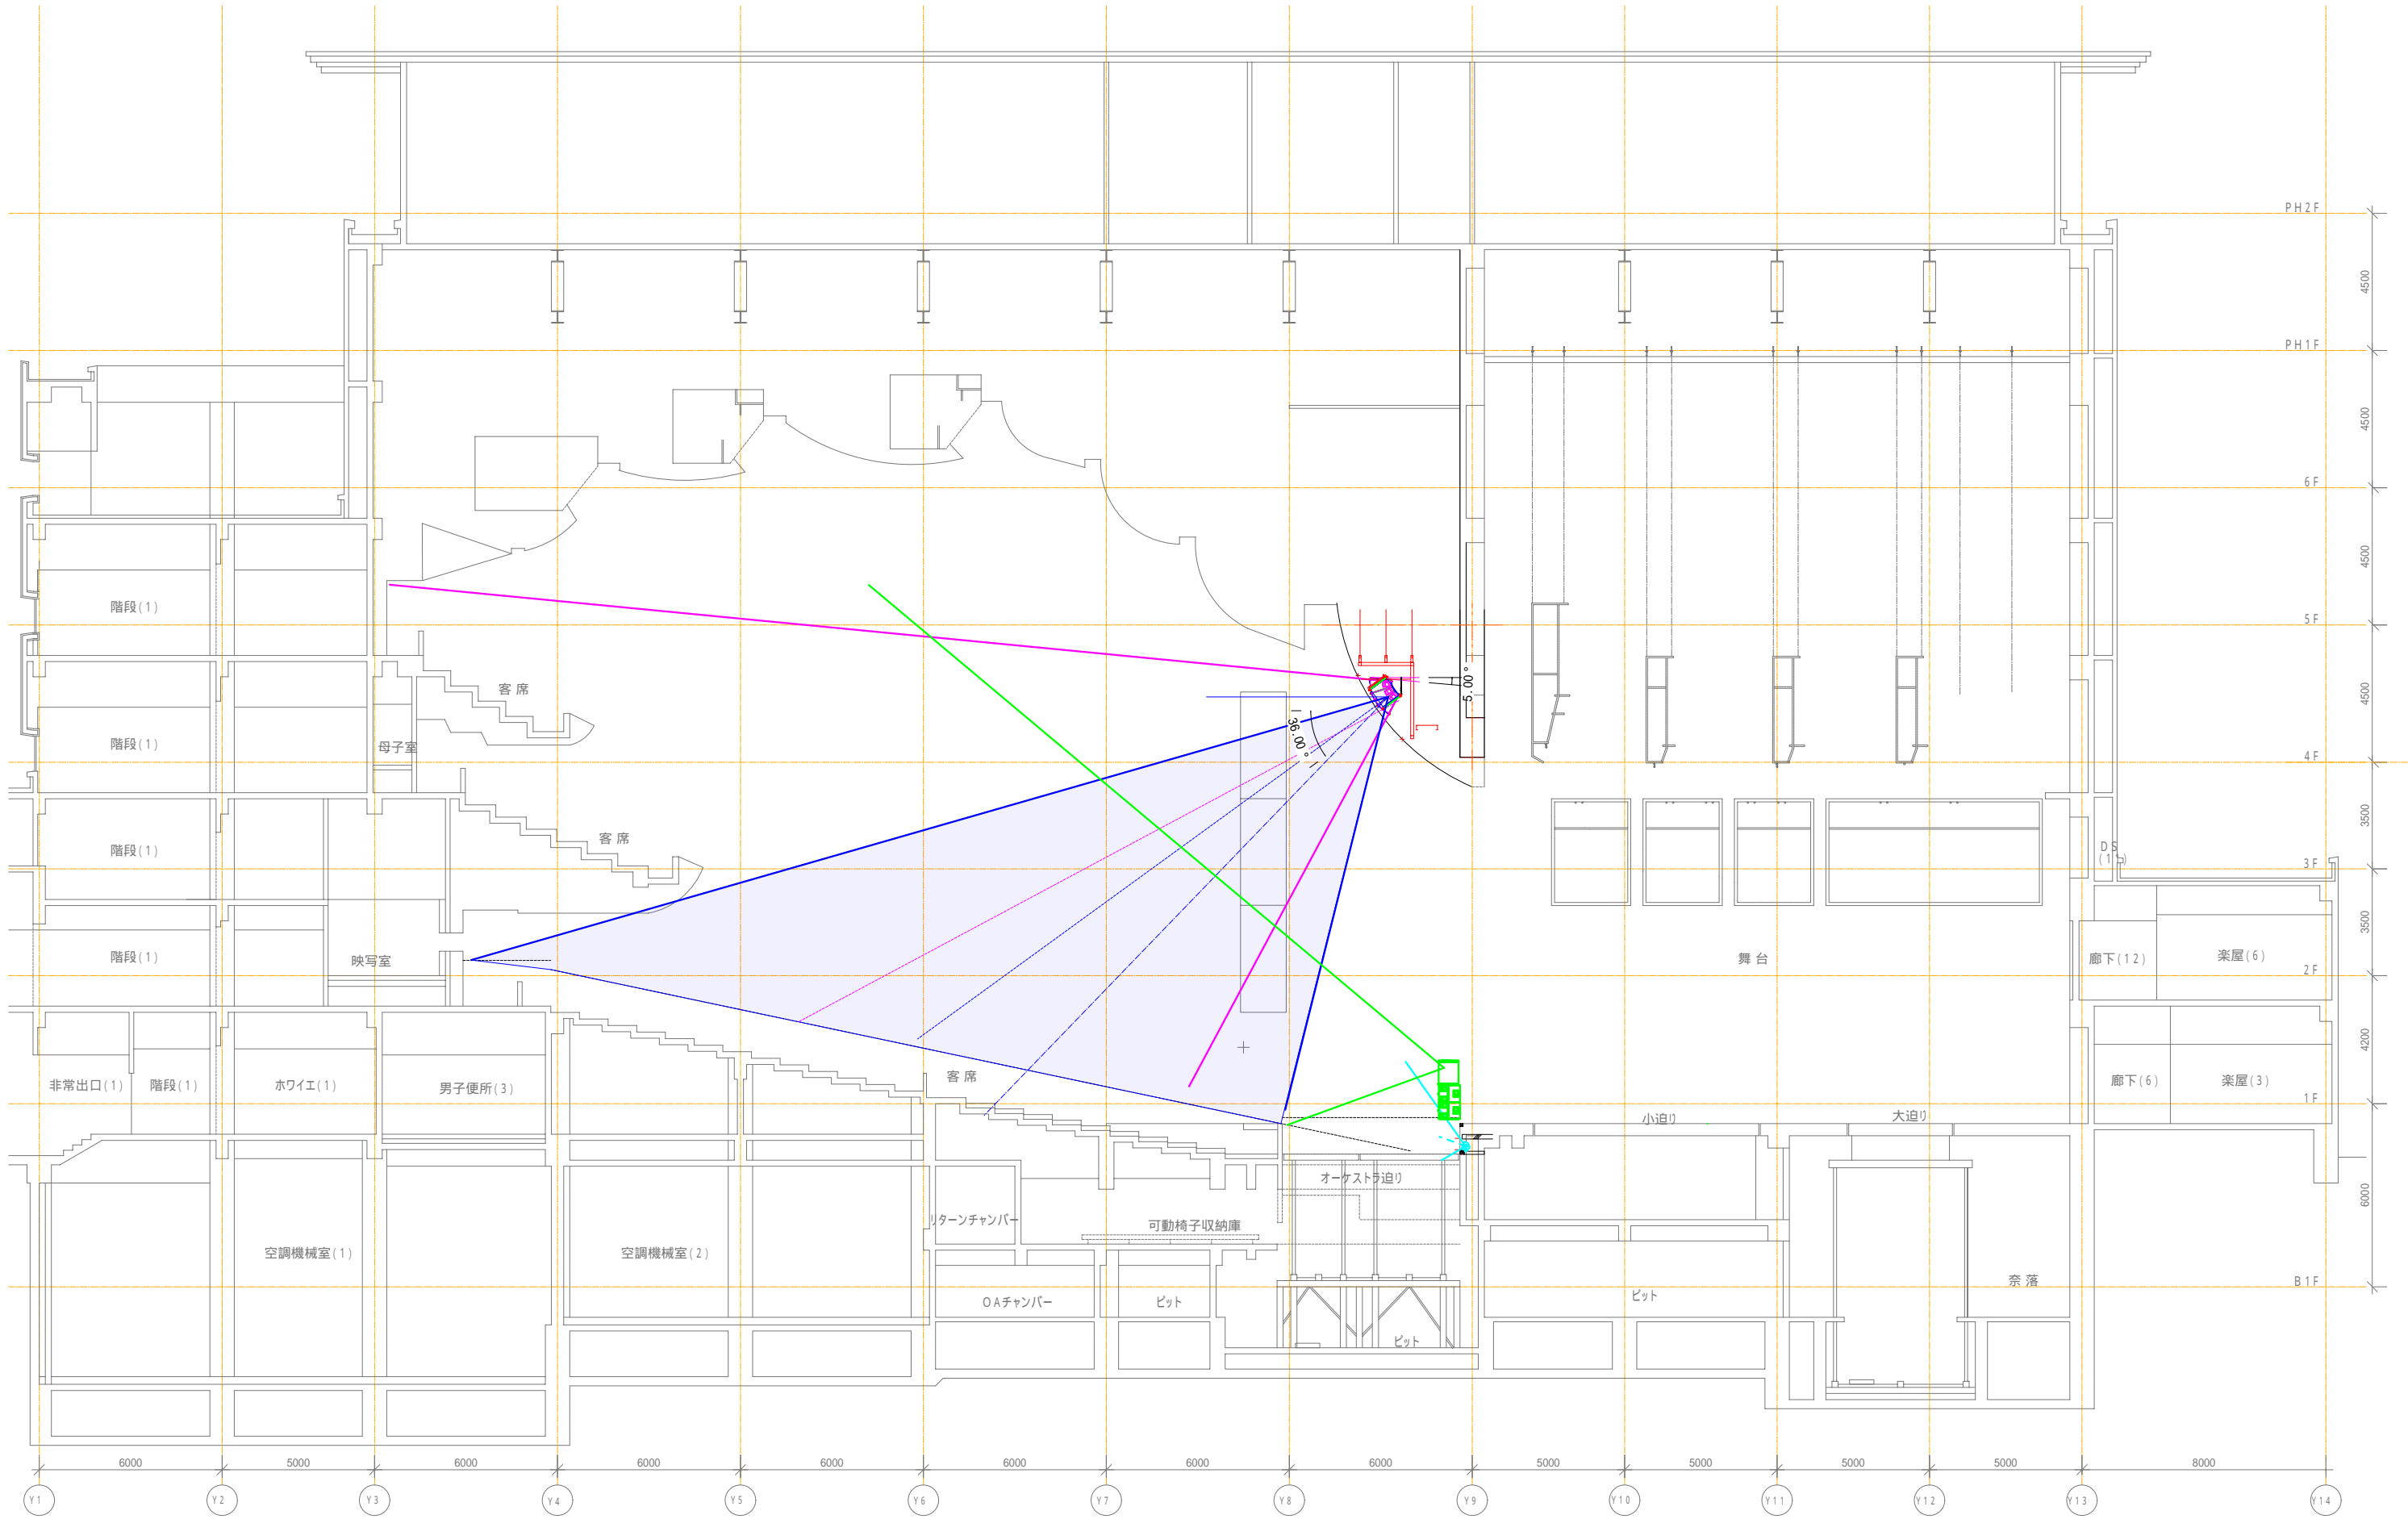 PH2F
4500
PH1F
4500
6F
4500
5F
4500
4F
3500
3F
3500
2F
4200
1F
6000
B1F
階段(1)
客 席
5.00°
36.00°
階段(1)
母子室
客 席
階段(1)
DS
階段(1)
映写室
舞 台
廊下(12)
楽屋(6)
非常出口(1)
階段(1)
ホワイエ(1)
男子便所(3)
客 席
小迫り
大迫り
廊下(6)
楽屋(3)
オーケストラ迫り
リターンチャンバー
可動椅子収納庫
空調機械室(1)
空調機械室(2)
OAチャンバー
ピット
ピット
ピット
奈 落
6000
5000
6000
6000
6000
6000
6000
6000
5000
5000
5000
5000
8000
Y1
Y2
Y3
Y4
Y5
Y6
Y7
Y8
Y9
Y10
Y11
Y12
Y13
Y14